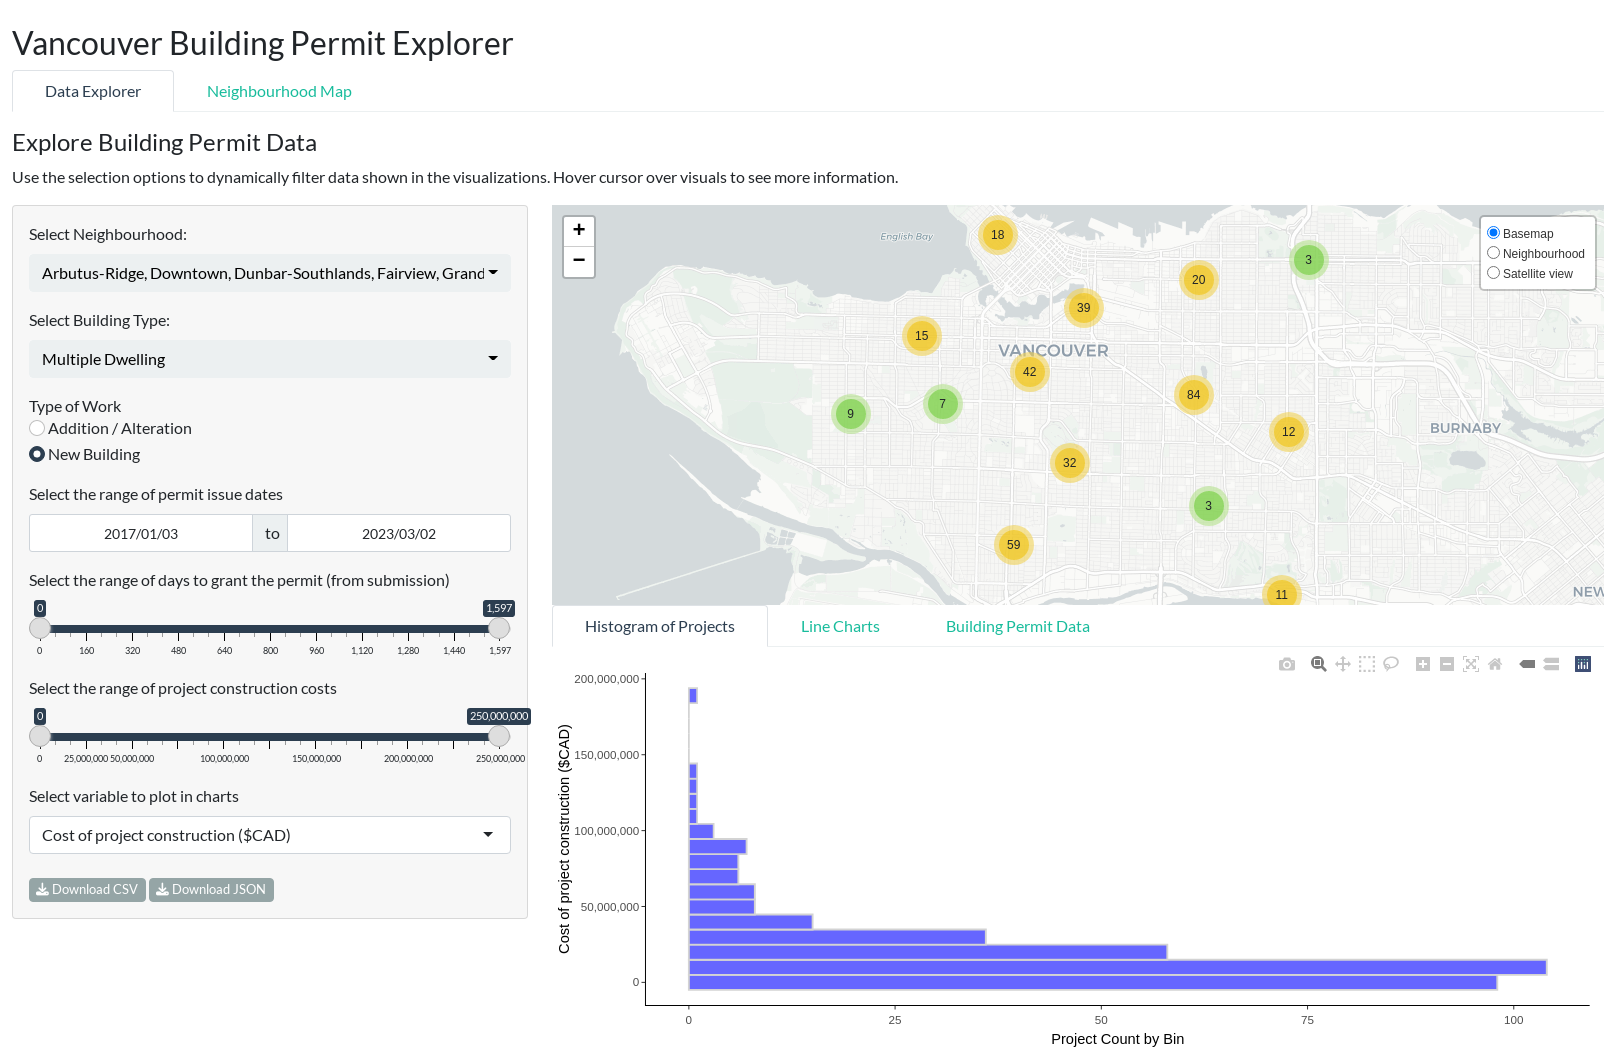 Vancouver Building Permit Explorer
Data Explorer
Neighbourhood Map
Explore Building Permit Data
Use the selection options to dynamically filter data shown in the visualizations. Hover cursor over visuals to see more information.
Select Neighbourhood:
Arbutus-Ridge, Downtown, Dunbar-Southlands, Fairview, Grand
Select Building Type:
Multiple Dwelling
Type of Work
Addition / Alteration
New Building
Select the range of permit issue dates
2017/01/03 to 2023/03/02
Select the range of days to grant the permit (from submission)
0 1,597
0 160 320 480 640 800 960 1,120 1,280 1,440 1,597
Select the range of project construction costs
0 250,000,000
0 25,000,000 50,000,000 100,000,000 150,000,000 200,000,000 250,000,000
Select variable to plot in charts
Cost of project construction ($CAD)
Download CSV Download JSON
+
−
English Bay
18
3
20
39
15
VANCOUVER
42
84
7
9
12
BURNABY
32
3
59
11
NEW
Basemap
Neighbourhood
Satellite view
Histogram of Projects
Line Charts
Building Permit Data
Cost of project construction ($CAD)
200,000,000
150,000,000
100,000,000
50,000,000
0
0 25 50 75 100
Project Count by Bin